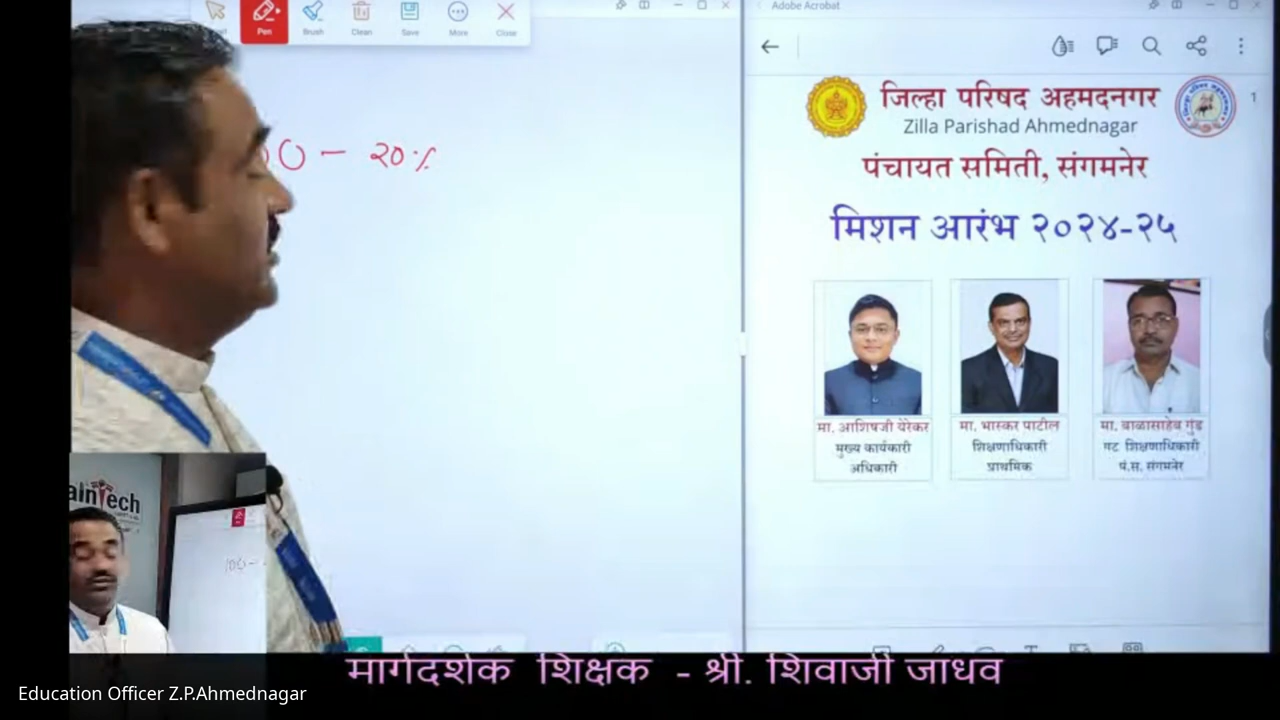 Pen
Brush
Clean
Save
More
Close
Adobe Acrobat
0 - २०%
जिल्हा परिषद अहमदनगर
Zilla Parishad Ahmednagar
1
पंचायत समिती, संगमनेर
मिशन आरंभ २०२४-२५
मा. आशिषजी येरेकर
मुख्य कार्यकारी
अधिकारी
मा. भास्कर पाटील
शिक्षणाधिकारी
प्राथमिक
मा. बाळासाहेब गुंड
गट शिक्षणाधिकारी
पं.स. संगमनेर
मार्गदर्शक शिक्षक - श्री. शिवाजी जाधव
Education Officer Z.P.Ahmednagar